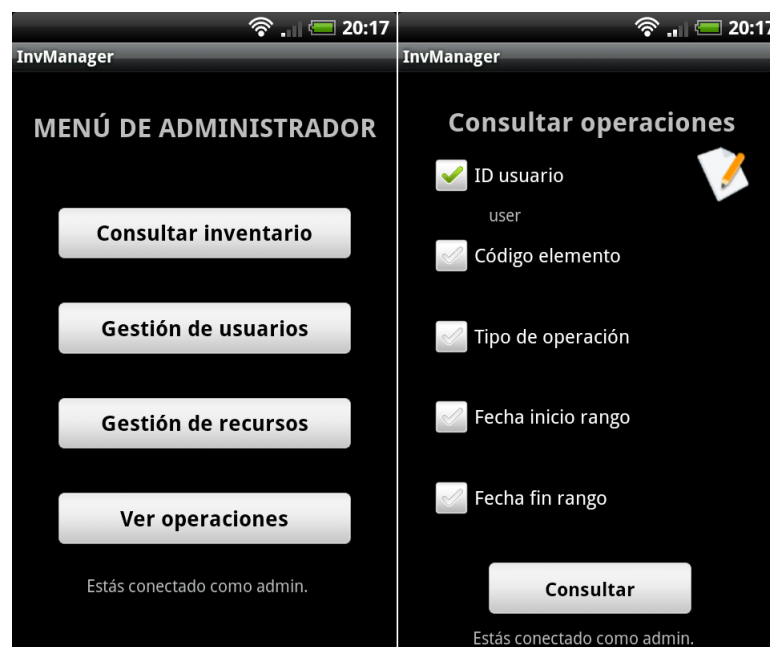 20:17
InvManager
MENÚ DE ADMINISTRADOR
Consultar inventario
Gestión de usuarios
Gestión de recursos
Ver operaciones
Estás conectado como admin.
20:17
InvManager
Consultar operaciones
ID usuario
user
Código elemento
Tipo de operación
Fecha inicio rango
Fecha fin rango
Consultar
Estás conectado como admin.